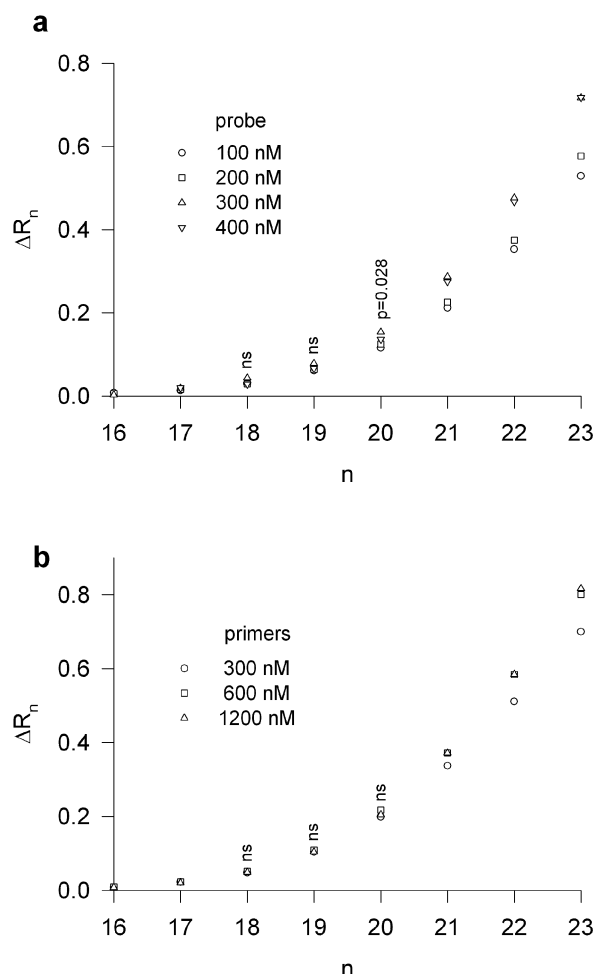 a
0.8
0.6
0.4
0.2
0.0
ΔRn
probe
100 nM
200 nM
300 nM
400 nM
ns
ns
p=0.028
16 17 18 19 20 21 22 23
n
b
0.8
0.6
0.4
0.2
0.0
ΔRn
primers
300 nM
600 nM
1200 nM
ns
ns
ns
16 17 18 19 20 21 22 23
n